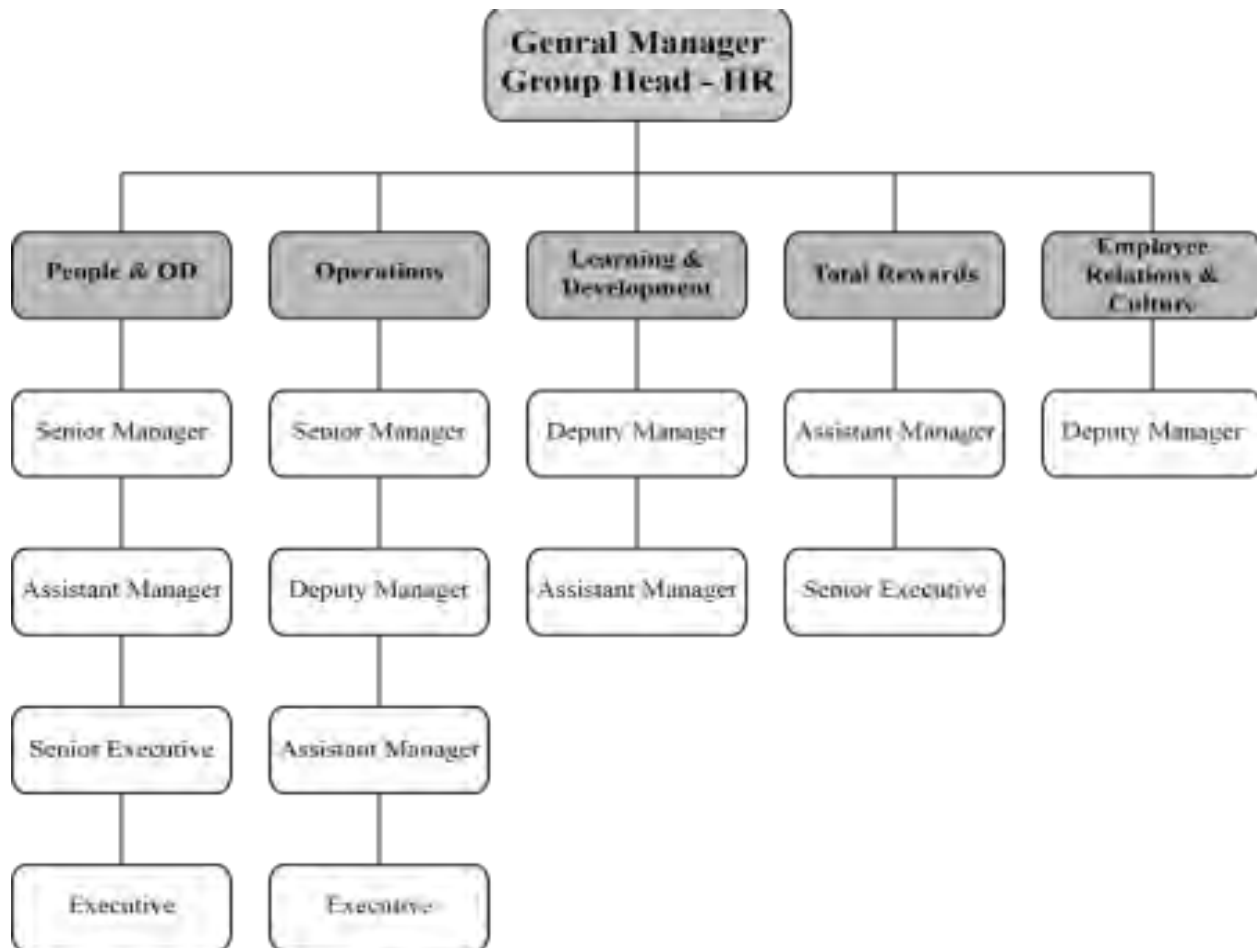 Genral Manager
Group Head - HR
People & OD
Operations
Learning &
Development
Total Rewards
Employee
Relations &
Culture
Senior Manager
Senior Manager
Deputy Manager
Assistant Manager
Deputy Manager
Assistant Manager
Deputy Manager
Assistant Manager
Senior Executive
Senior Executive
Assistant Manager
Executive
Executive